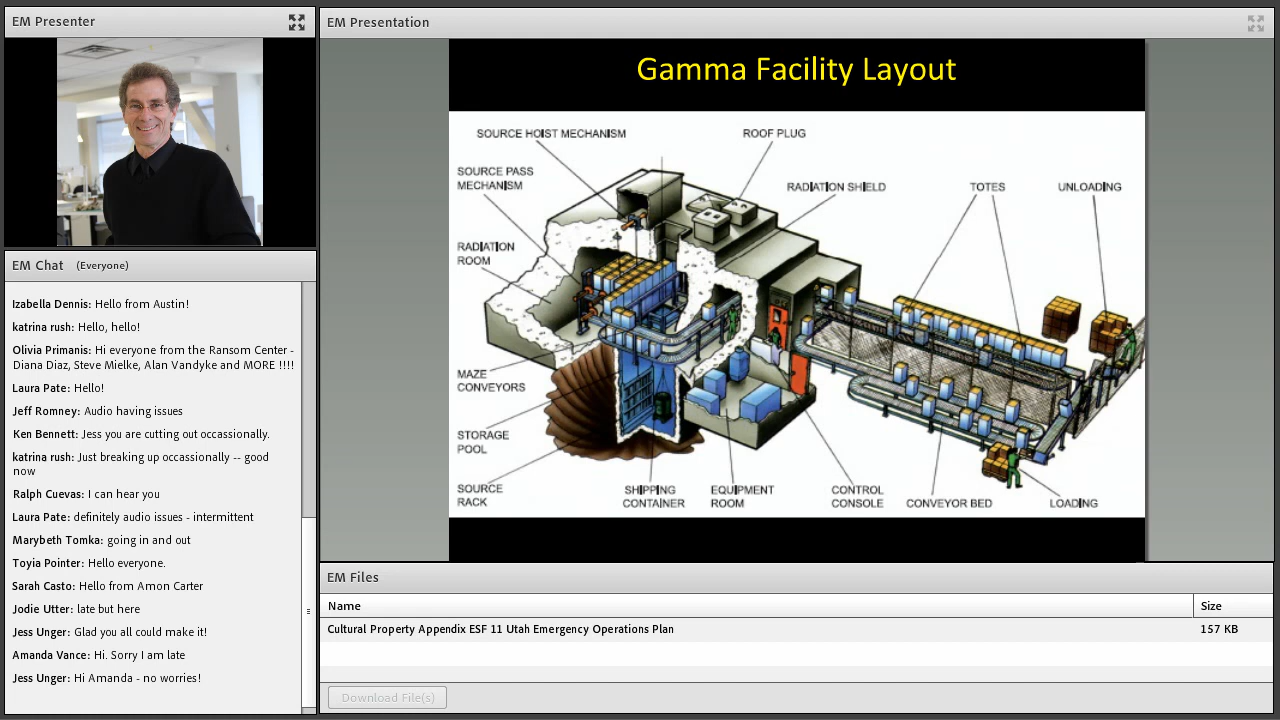 EM Presenter
EM Chat (Everyone)
Izabella Dennis: Hello from Austin!
katrina rush: Hello, hello!
Olivia Primanis: Hi everyone from the Ransom Center -
Diana Diaz, Steve Mielke, Alan Vandyke and MORE !!!!
Laura Pate: Hello!
Jeff Romney: Audio having issues
Ken Bennett: Jess you are cutting out occassionally.
katrina rush: Just breaking up occassionally -- good
now
Ralph Cuevas: I can hear you
Laura Pate: definitely audio issues - intermittent
Marybeth Tomka: going in and out
Toyia Pointer: Hello everyone.
Sarah Casto: Hello from Amon Carter
Jodie Utter: late but here
Jess Unger: Glad you all could make it!
Amanda Vance: Hi. Sorry I am late
Jess Unger: Hi Amanda - no worries!
EM Presentation
Gamma Facility Layout
SOURCE HOIST MECHANISM
ROOF PLUG
SOURCE PASS
MECHANISM
RADIATION SHIELD
TOTES
UNLOADING
RADIATION
ROOM
MAZE
CONVEYORS
STORAGE
POOL
SOURCE
RACK
SHIPPING
CONTAINER
EQUIPMENT
ROOM
CONTROL
CONSOLE
CONVEYOR BED
LOADING
EM Files
Name Size
Cultural Property Appendix ESF 11 Utah Emergency Operations Plan 157 KB
Download File(s)